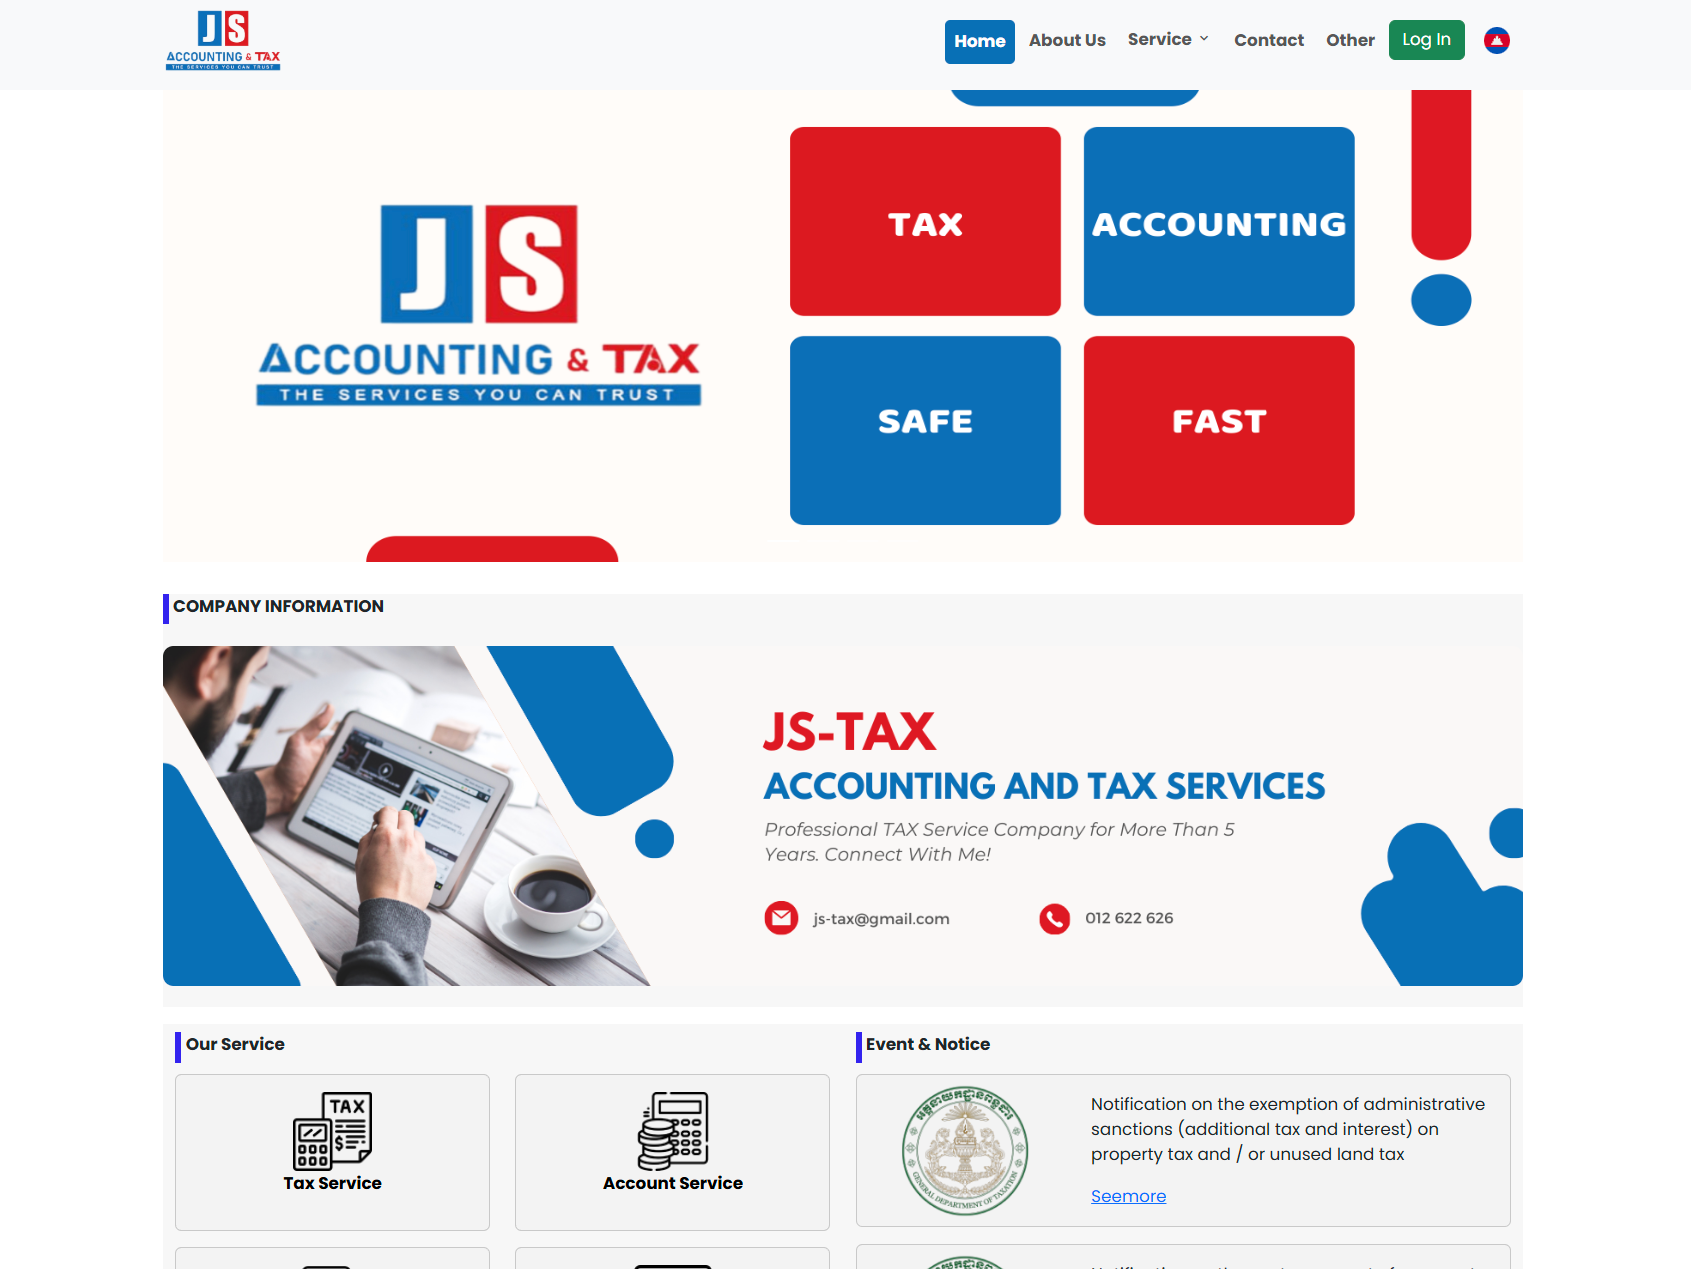 JS
ACCOUNTING & TAX
THE SERVICES YOU CAN TRUST
Home
About Us
Service
Contact
Other
Log In
JS
ACCOUNTING & TAX
THE SERVICES YOU CAN TRUST
TAX
ACCOUNTING
SAFE
FAST
COMPANY INFORMATION
JS-TAX
ACCOUNTING AND TAX SERVICES
Professional TAX Service Company for More Than 5
Years. Connect With Me!
js-tax@gmail.com
012 622 626
Our Service
TAX
Tax Service
Account Service
Event & Notice
GENERAL DEPARTMENT OF TAXATION
Notification on the exemption of administrative
sanctions (additional tax and interest) on
property tax and / or unused land tax
Seemore